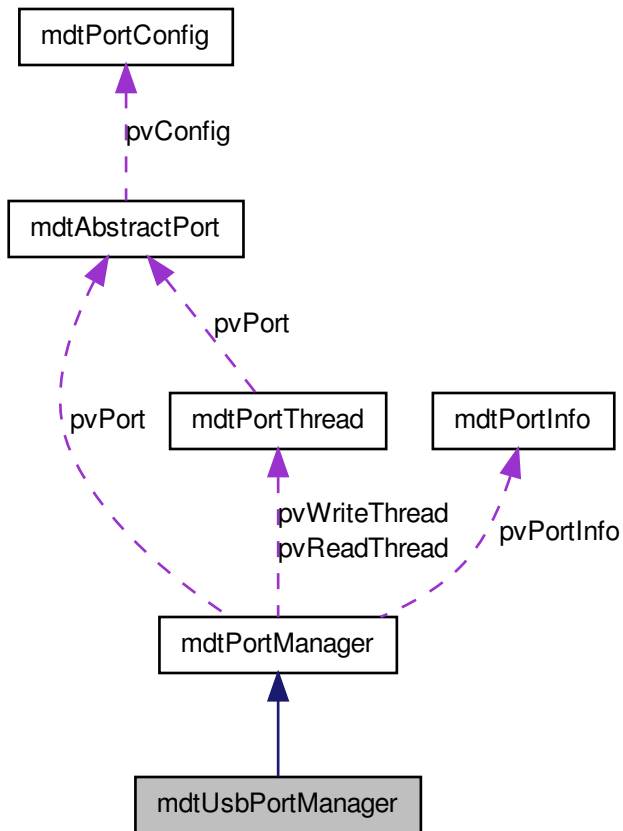 mdtPortConfig
pvConfig
mdtAbstractPort
pvPort
pvPort
mdtPortThread
mdtPortInfo
pvWriteThread
pvReadThread
pvPortInfo
mdtPortManager
mdtUsbPortManager